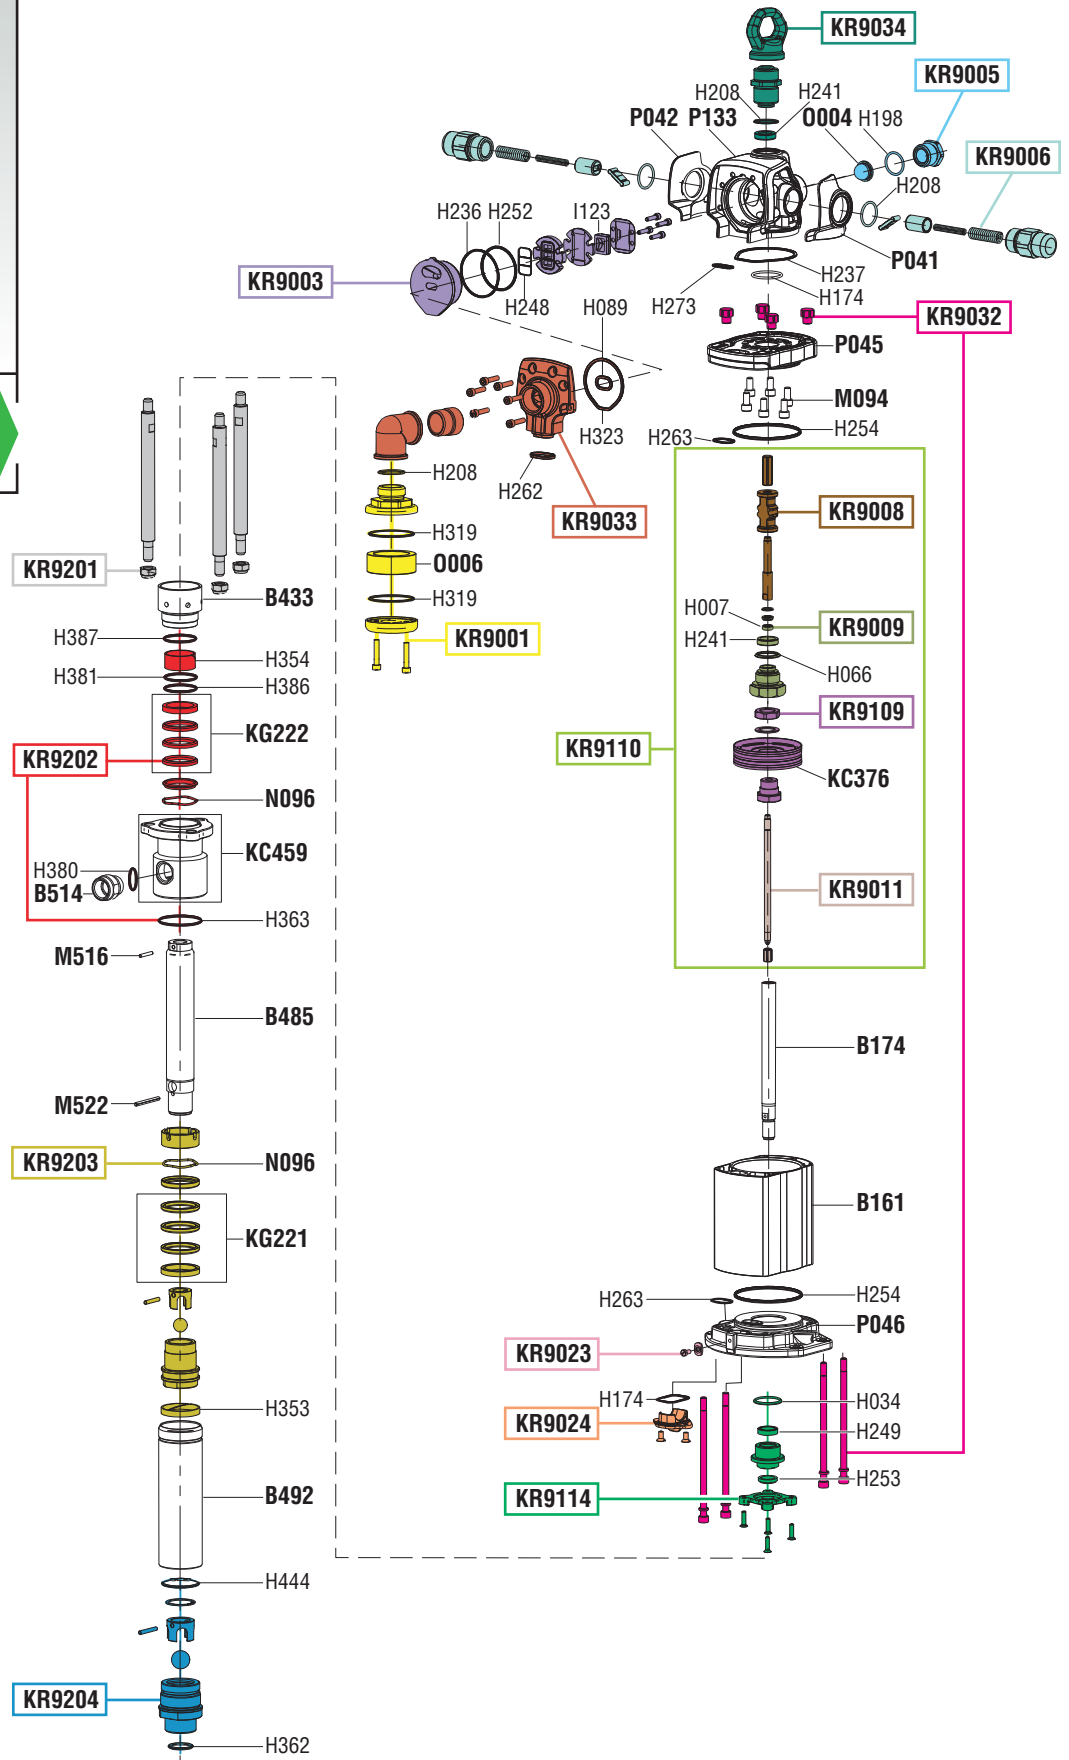 KR9034
KR9005
H208
H241
P042
P133
O004
H198
KR9006
H208
H236
H252
I123
P041
KR9003
H237
H248
H273
H174
H089
KR9032
P045
M094
H323
H263
H254
H208
H262
KR9033
KR9008
H319
O006
KR9201
B433
H319
H007
KR9009
H387
KR9001
H241
H354
H381
H386
H066
KG222
KR9109
KR9202
KR9110
KC376
N096
KC459
H380
B514
KR9011
H363
M516
B485
B174
M522
KR9203
N096
B161
KG221
H263
H254
P046
KR9023
H174
H034
H353
KR9024
H249
B492
H253
KR9114
H444
KR9204
H362